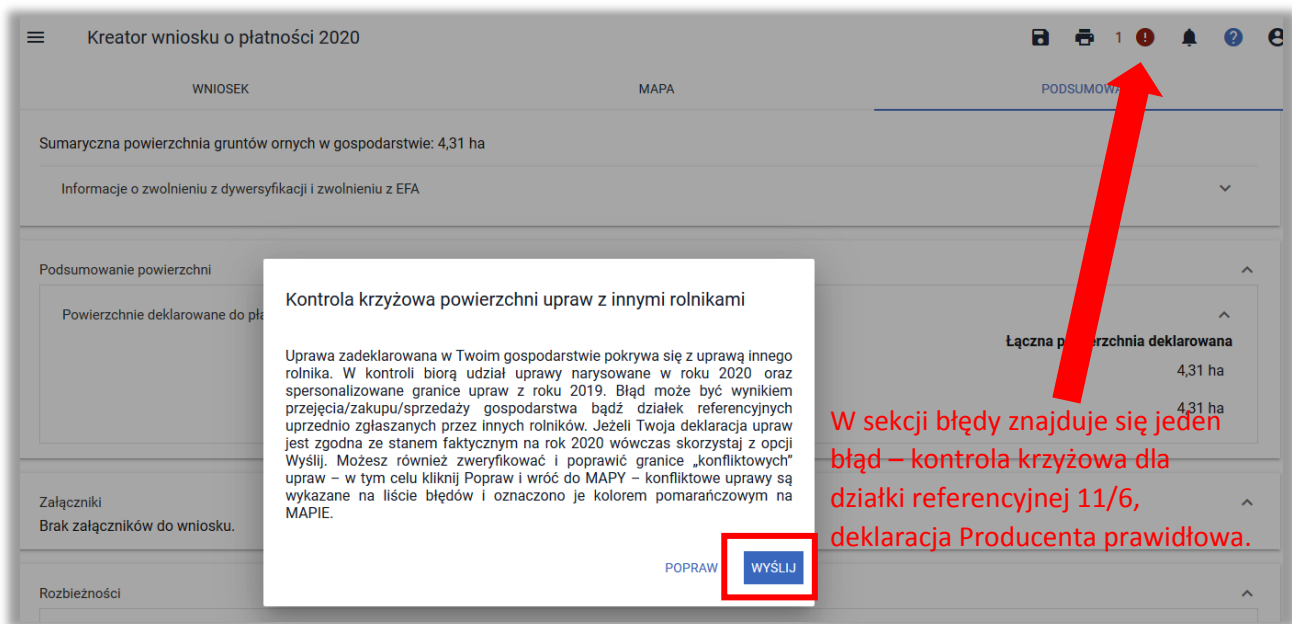 Kreator wniosku o płatności 2020
1
WNIOSEK
MAPA
PODSUMOWA
Sumaryczna powierzchnia gruntów ornych w gospodarstwie: 4,31 ha
Informacje o zwolnieniu z dywersyfikacji i zwolnieniu z EFA
Podsumowanie powierzchni
Powierzchnie deklarowane do pła
Łączna p wierzchnia deklarowana
4,31 ha
4,31 ha
Kontrola krzyżowa powierzchni upraw z innymi rolnikami
Uprawa zadeklarowana w Twoim gospodarstwie pokrywa się z uprawą innego
rolnika. W kontroli biorą udział uprawy narysowane w roku 2020 oraz
spersonalizowane granice upraw z roku 2019. Błąd może być wynikiem
przejęcia/zakupu/sprzedaży gospodarstwa bądź działek referencyjnych
uprzednio zgłaszanych przez innych rolników. Jeżeli Twoja deklaracja upraw
jest zgodna ze stanem faktycznym na rok 2020 wówczas skorzystaj z opcji
Wyślij. Możesz również zweryfikować i poprawić granice „konfliktowych"
upraw – w tym celu kliknij Popraw i wróć do MAPY – konfliktowe uprawy są
wykazane na liście błędów i oznaczono je kolorem pomarańczowym na
MAPIE.
POPRAW
WYŚLIJ
W sekcji błędy znajduje się jeden
błąd – kontrola krzyżowa dla
działki referencyjnej 11/6,
deklaracja Producenta prawidłowa.
Załączniki
Brak załączników do wniosku.
Rozbieżności